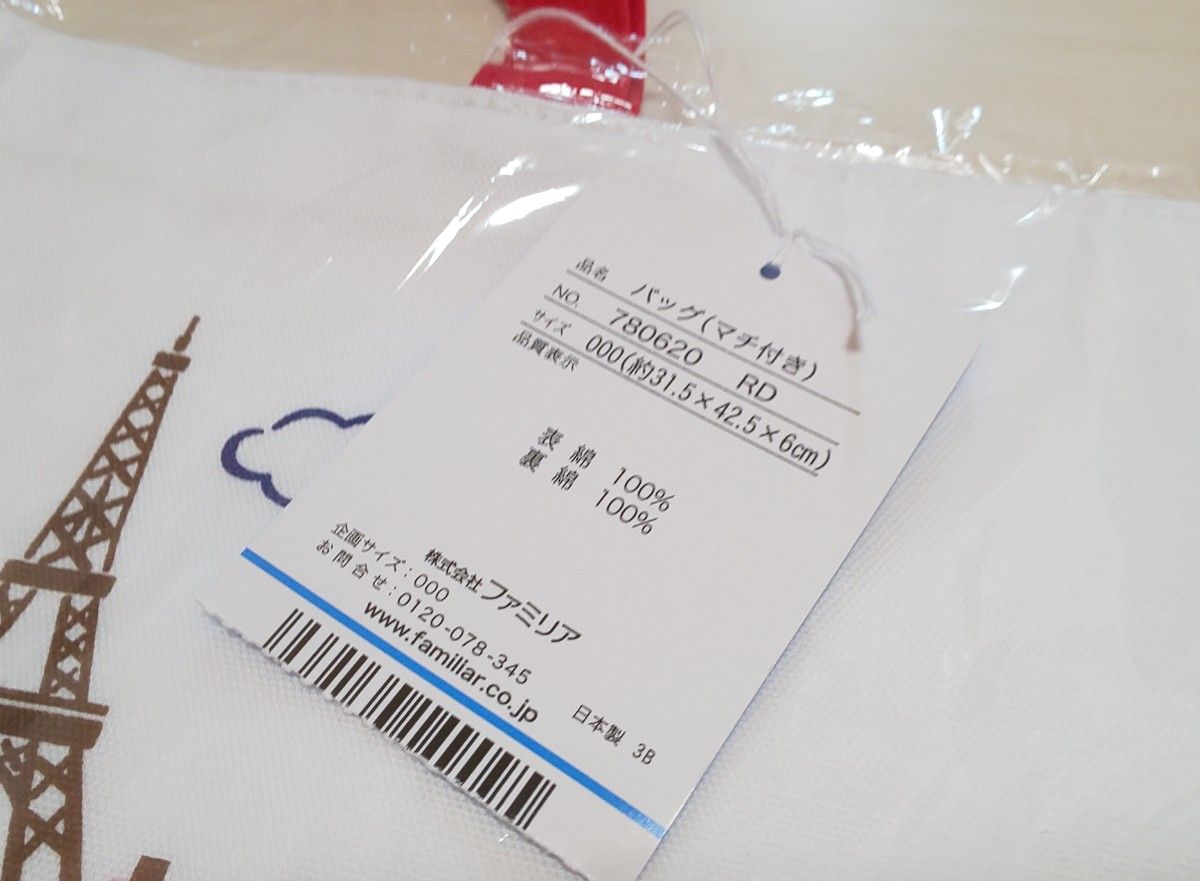 品名 バッグ(マチ付き)
NO. 780620 RD
サイズ 000(約31.5×42.5×6cm)
品質表示
表 綿 100%
裏 綿 100%
株式会社 ファミリア
企画サイズ:000
お問合せ:0120-078-345
www.familiar.co.jp
日本製 3B